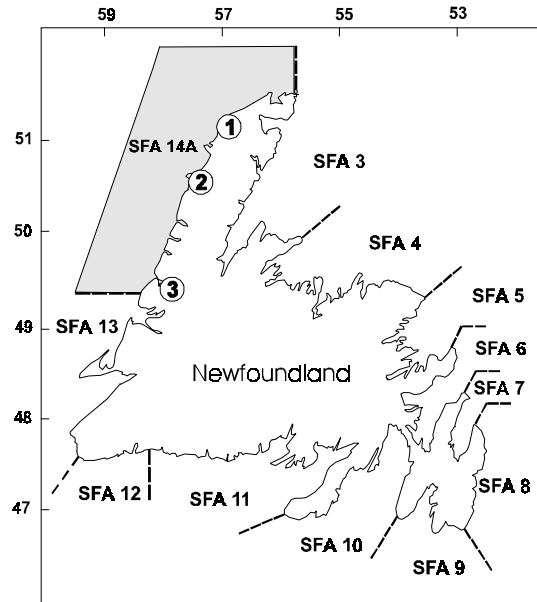 59 57 55 53
51
1
SFA 14A
SFA 3
2
50
SFA 4
3
SFA 5
49
SFA 13
SFA 6
Newfoundland
SFA 7
48
SFA 12
SFA 11
SFA 8
47
SFA 10
SFA 9